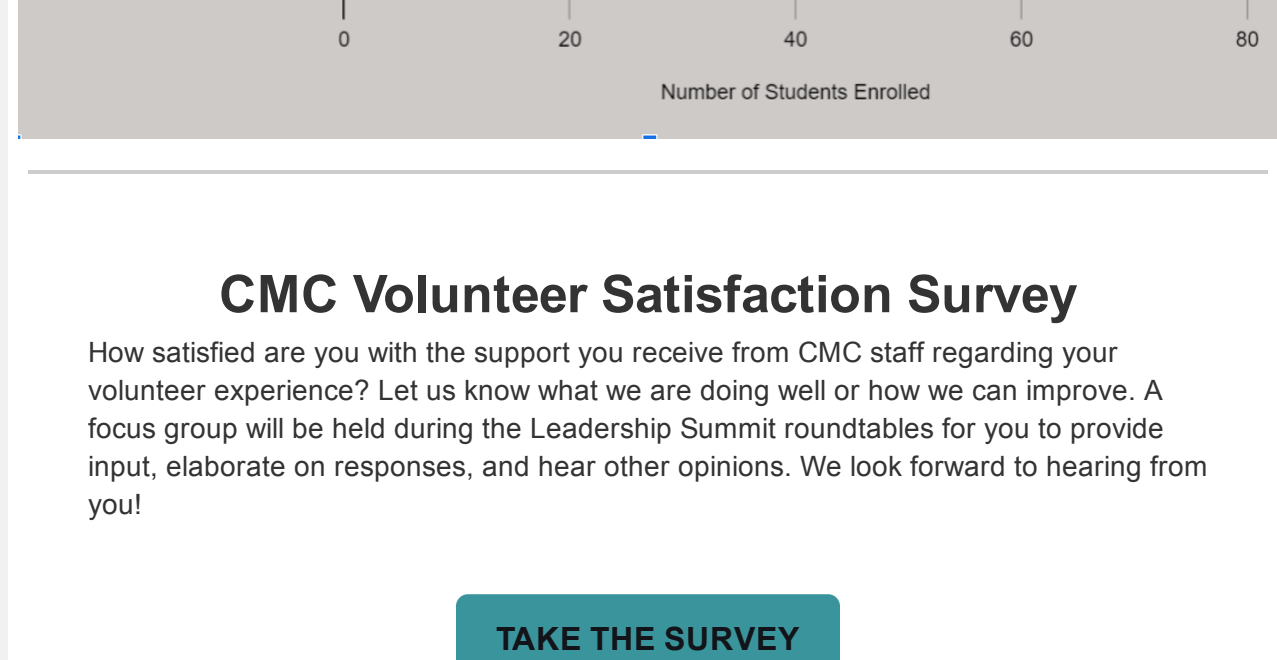 0 20 40 60 80
Number of Students Enrolled
CMC Volunteer Satisfaction Survey
How satisfied are you with the support you receive from CMC staff regarding your
volunteer experience? Let us know what we are doing well or how we can improve. A
focus group will be held during the Leadership Summit roundtables for you to provide
input, elaborate on responses, and hear other opinions. We look forward to hearing from
you!
TAKE THE SURVEY